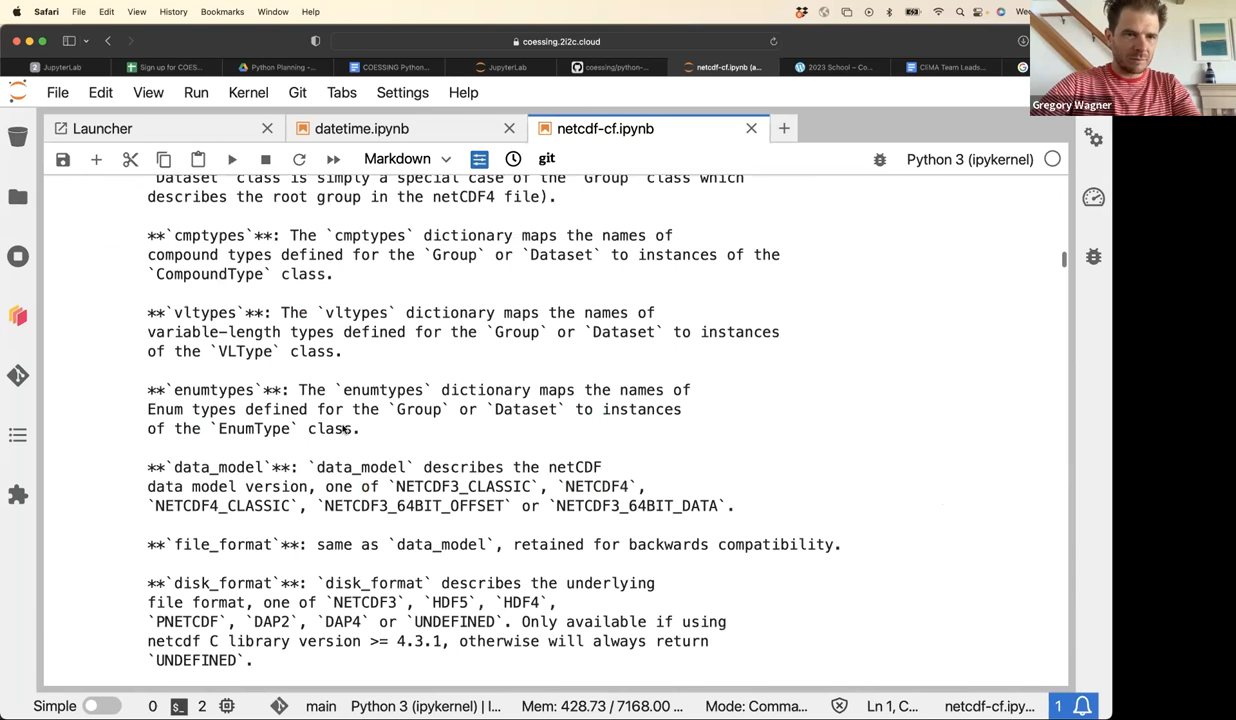 Safari File Edit View History Bookmarks Window Help
coessing.2i2c.cloud
JupyterLab Sign up for COES... Python Planning -... COESSING Python... JupyterLab coessing/python-... netcdf-cf.ipynb (a... 2023 School – Co... CliMA Team Leads...
Gregory Wagner
File Edit View Run Kernel Git Tabs Settings Help
Launcher datetime.ipynb netcdf-cf.ipynb
Markdown git Python 3 (ipykernel)
`Dataset` class is simply a special case of the `Group` class which
describes the root group in the netCDF4 file).
**`cmptypes`**: The `cmptypes` dictionary maps the names of
compound types defined for the `Group` or `Dataset` to instances of the
`CompoundType` class.
**`vltypes`**: The `vltypes` dictionary maps the names of
variable-length types defined for the `Group` or `Dataset` to instances
of the `VLType` class.
**`enumtypes`**: The `enumtypes` dictionary maps the names of
Enum types defined for the `Group` or `Dataset` to instances
of the `EnumType` class.
**`data_model`**: `data_model` describes the netCDF
data model version, one of `NETCDF3_CLASSIC`, `NETCDF4`,
`NETCDF4_CLASSIC`, `NETCDF3_64BIT_OFFSET` or `NETCDF3_64BIT_DATA`.
**`file_format`**: same as `data_model`, retained for backwards compatibility.
**`disk_format`**: `disk_format` describes the underlying
file format, one of `NETCDF3`, `HDF5`, `HDF4`,
`PNETCDF`, `DAP2`, `DAP4` or `UNDEFINED`. Only available if using
netcdf C library version >= 4.3.1, otherwise will always return
`UNDEFINED`.
Simple 0 2 main Python 3 (ipykernel) | I... Mem: 428.73 / 7168.00 ... Mode: Comma... Ln 1, C... netcdf-cf.ipy... 1